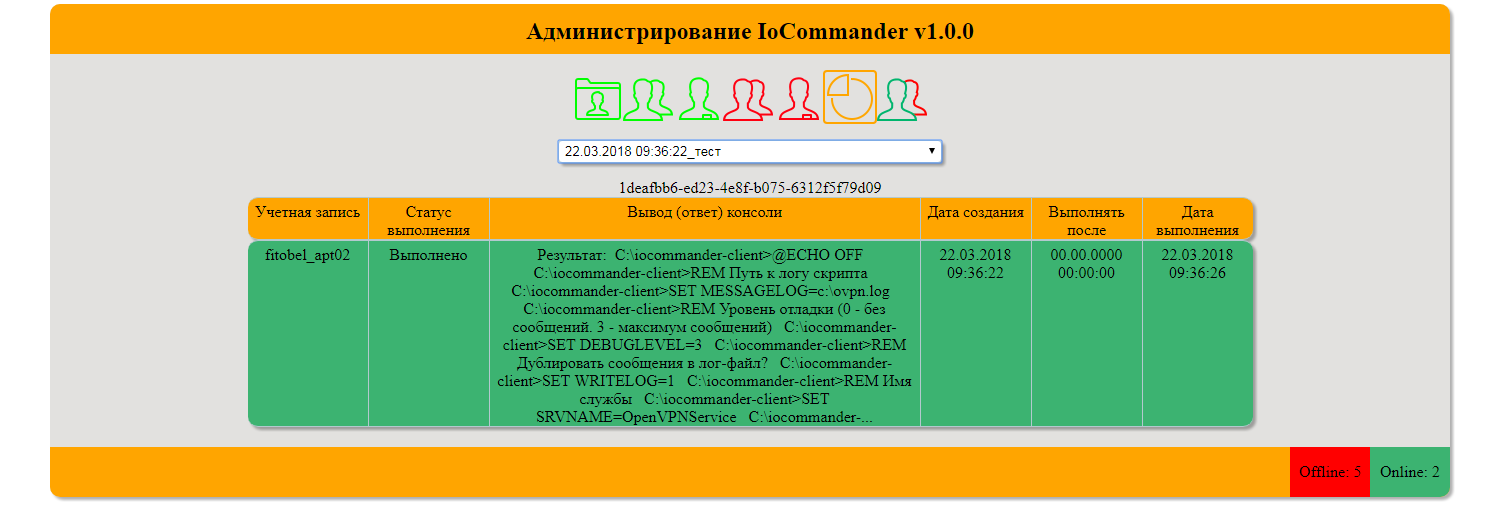 Администрирование IoCommander v1.0.0
22.03.2018 09:36:22_тест
1deafbb6-ed23-4e8f-b075-6312f5f79d09
Учетная запись
Статус
выполнения
Вывод (ответ) консоли
Дата создания
Выполнять
после
Дата
выполнения
fitobel_apt02
Выполнено
Результат: C:\iocommander-client>@ECHO OFF
C:\iocommander-client>REM Путь к логу скрипта
C:\iocommander-client>SET MESSAGELOG=c:\ovpn.log
C:\iocommander-client>REM Уровень отладки (0 - без
сообщений. 3 - максимум сообщений) C:\iocommander-
client>SET DEBUGLEVEL=3 C:\iocommander-client>REM
Дублировать сообщения в лог-файл? C:\iocommander-
client>SET WRITELOG=1 C:\iocommander-client>REM Имя
службы C:\iocommander-client>SET
SRVNAME=OpenVPNService C:\iocommander-...
22.03.2018
09:36:22
00.00.0000
00:00:00
22.03.2018
09:36:26
Offline: 5
Online: 2